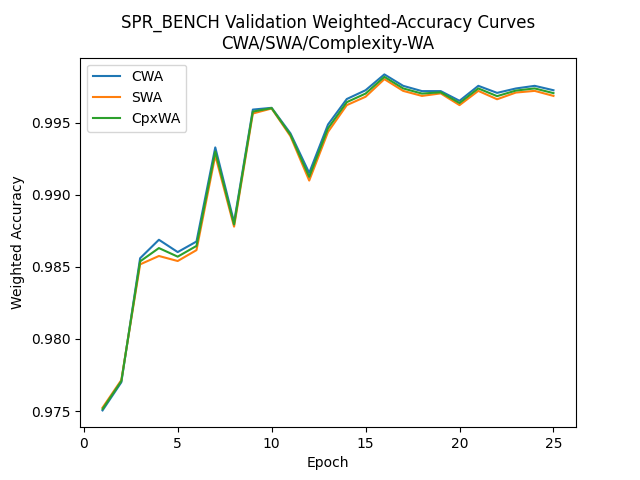 SPR_BENCH Validation Weighted-Accuracy Curves
CWA/SWA/Complexity-WA
CWA
SWA
CpxWA
Weighted Accuracy
0.995
0.990
0.985
0.980
0.975
0
5
10
15
20
25
Epoch